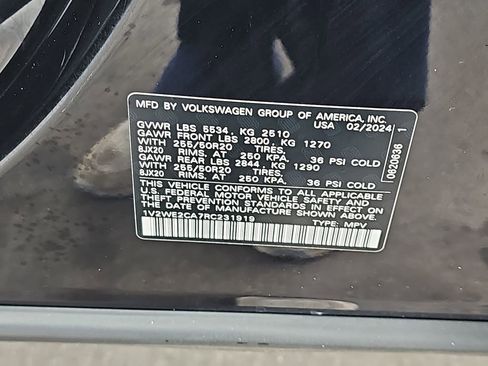 MFD BY VOLKSWAGEN GROUP OF AMERICA, INC.
USA 02/2024
GVWR LBS 5534, KG 2510
GAWR FRONT LBS 2800, KG 1270
WITH 255/50R20 TIRES,
8JX20 RIMS, AT 250 KPA, 36 PSI COLD
GAWR REAR LBS 2844, KG 1290
WITH 255/50R20 TIRES,
8JX20 RIMS, AT 250 KPA, 36 PSI COLD
THIS VEHICLE CONFORMS TO ALL APPLICABLE
U.S. FEDERAL MOTOR VEHICLE SAFETY AND
THEFT PREVENTION STANDARDS IN EFFECT ON
THE DATE OF MANUFACTURE SHOWN ABOVE
1V2WE2CA7RC231919
TYPE: MPV
0620636 1